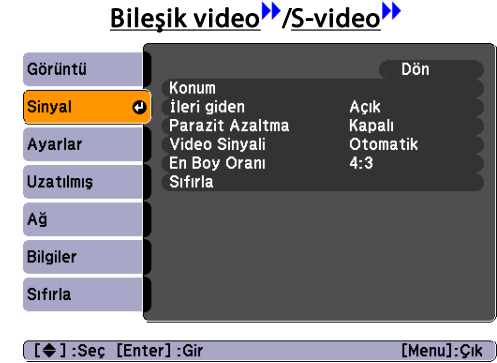 Bileşik video/S-video
Görüntü
Sinyal
Ayarlar
Uzatılmış
Ağ
Bilgiler
Sıfırla
Dön
Konum
İleri giden Açık
Parazit Azaltma Kapalı
Video Sinyali Otomatik
En Boy Oranı 4:3
Sıfırla
[◆] :Seç [Enter] :Gir [Menu]:Çık